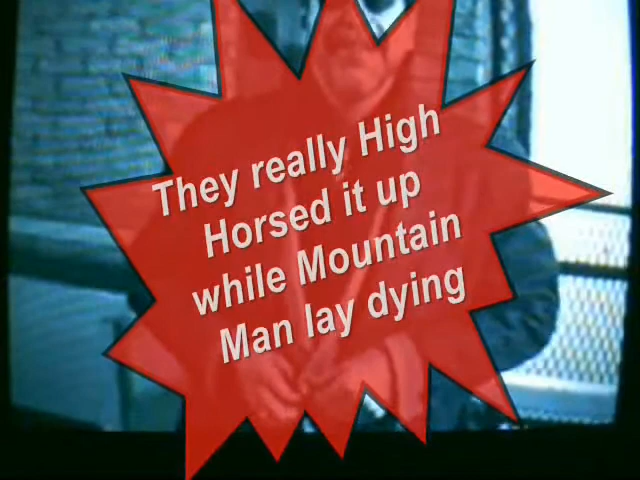 They really High
Horsed it up
while Mountain
Man lay dying